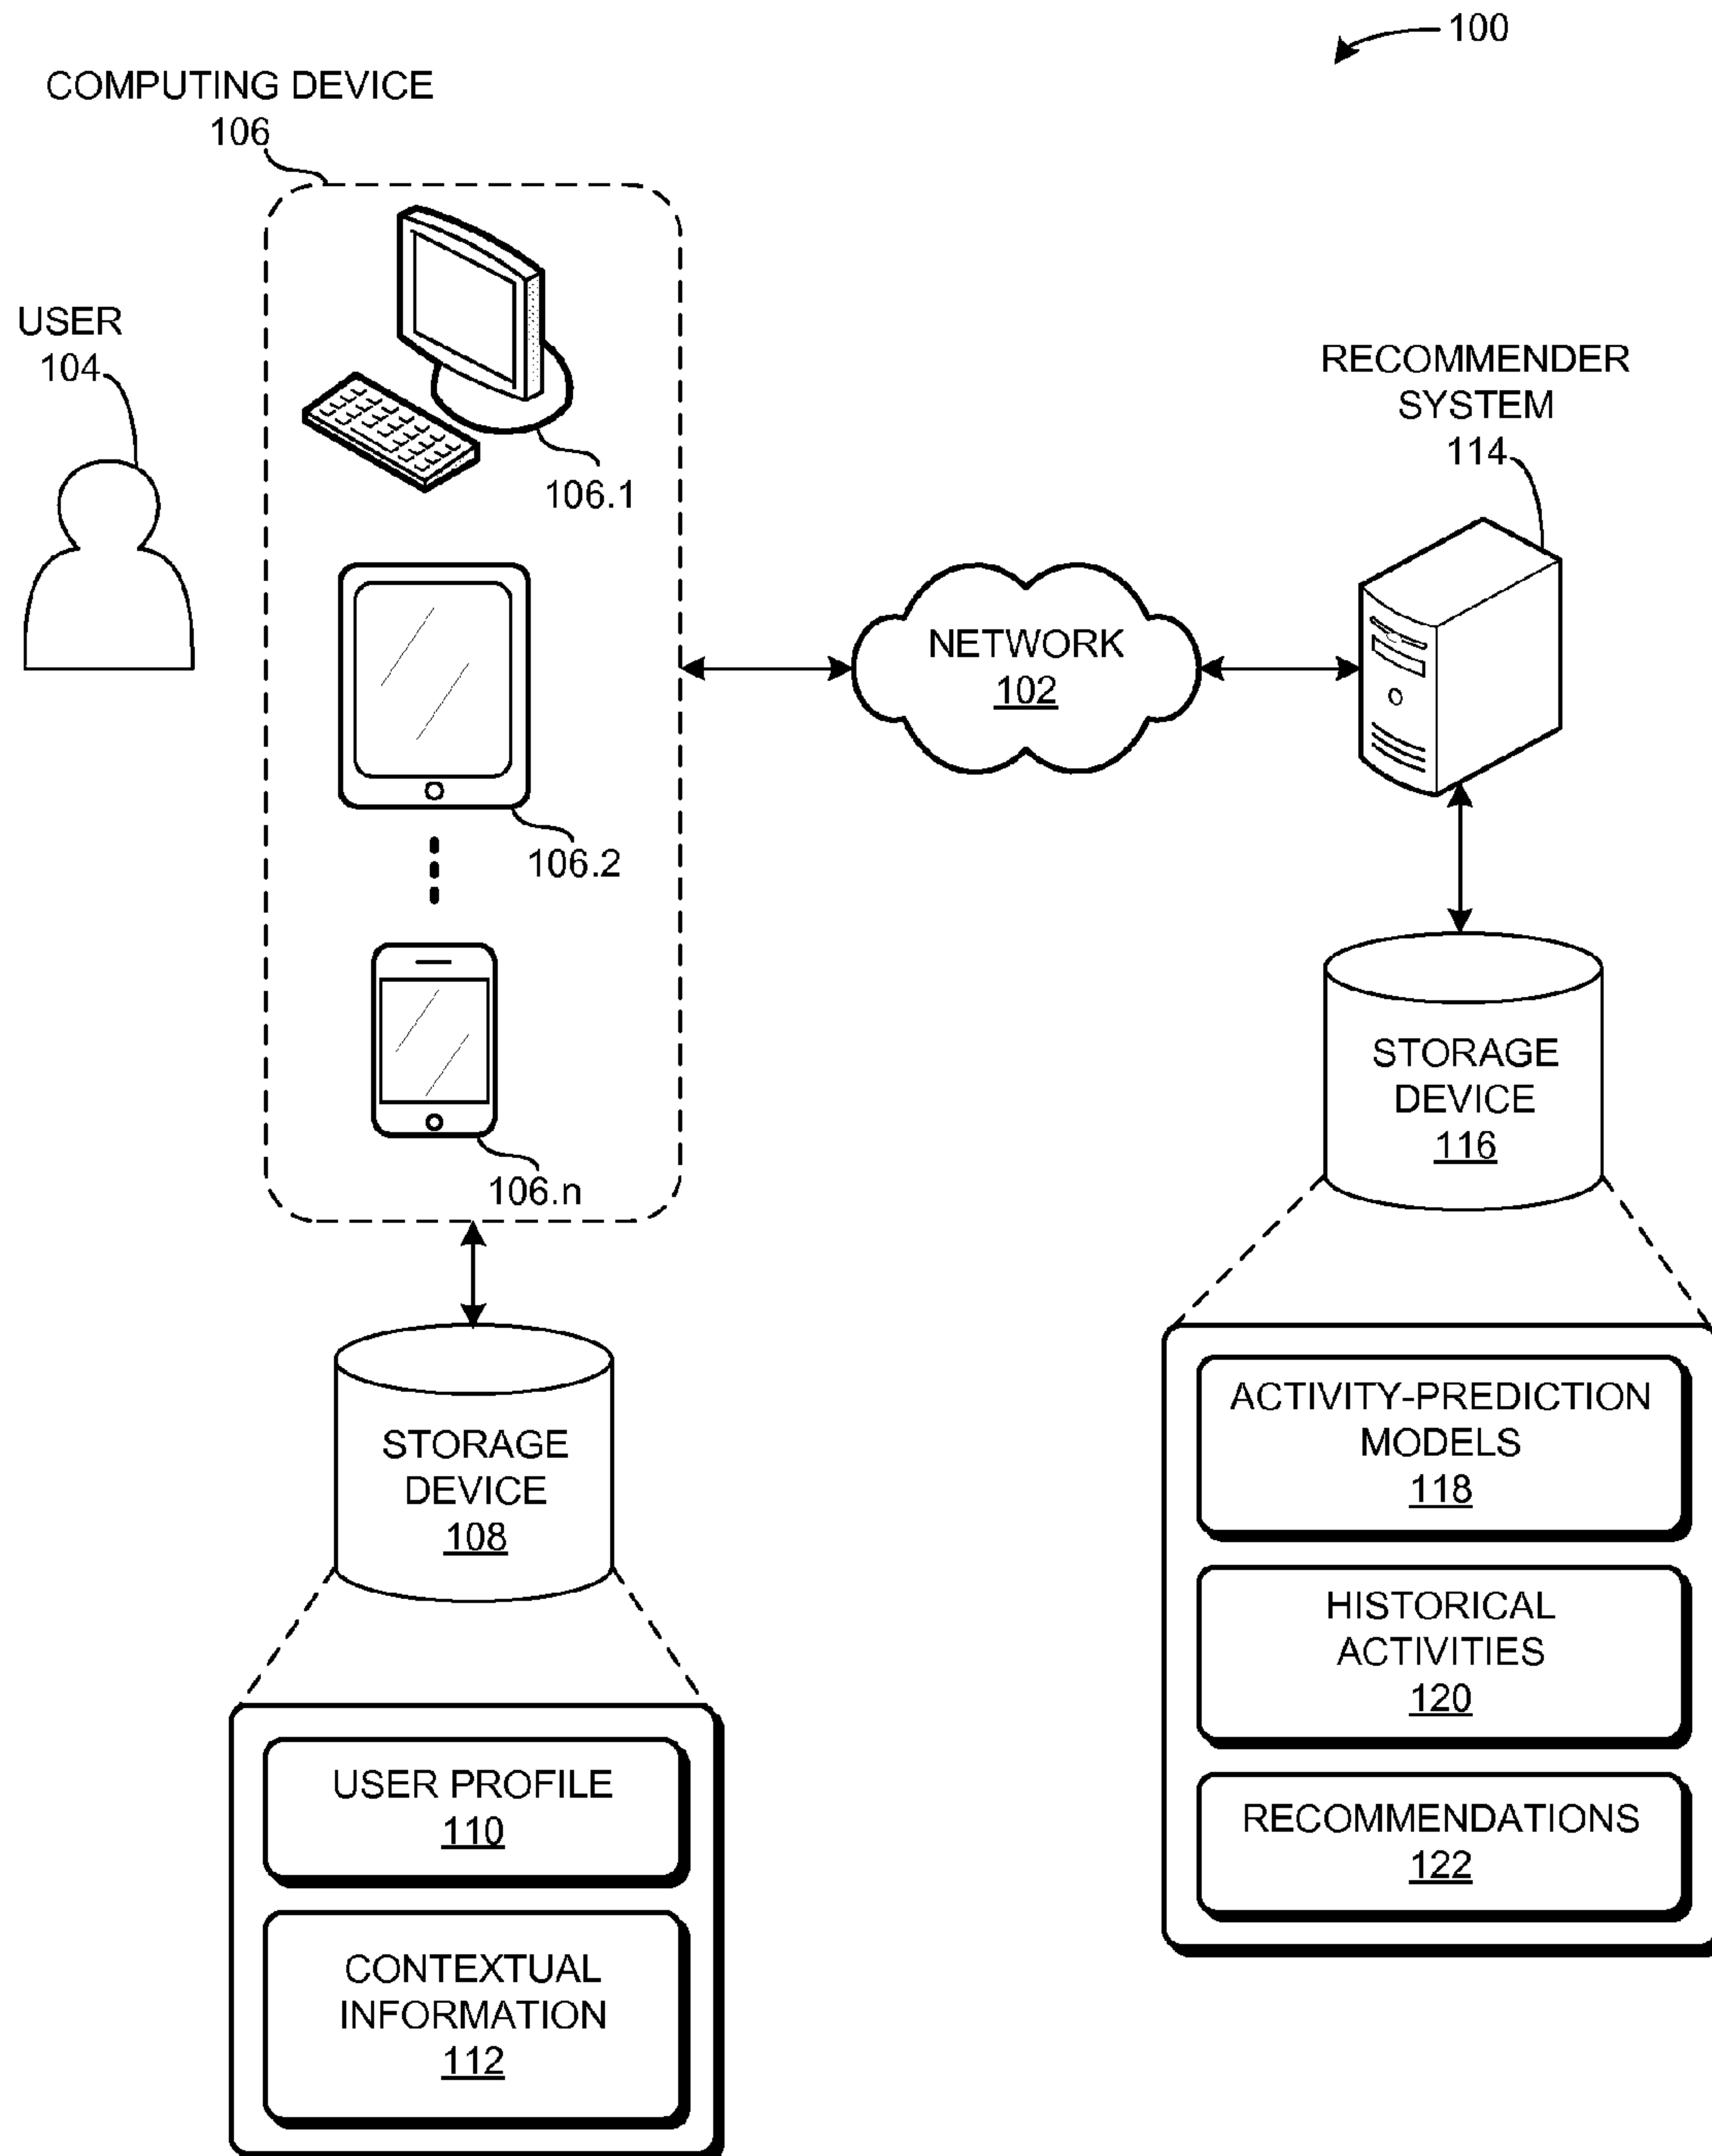 100
COMPUTING DEVICE
106
USER
104
106.1
106.2
106.n
NETWORK
102
RECOMMENDER
SYSTEM
114
STORAGE
DEVICE
116
ACTIVITY-PREDICTION
MODELS
118
HISTORICAL
ACTIVITIES
120
RECOMMENDATIONS
122
STORAGE
DEVICE
108
USER PROFILE
110
CONTEXTUAL
INFORMATION
112